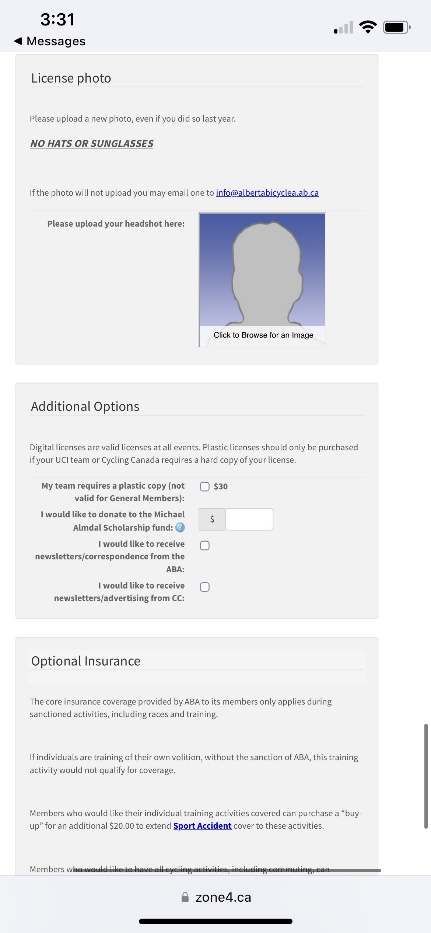 3:31
◀ Messages
License photo
Please upload a new photo, even if you did so last year.
NO HATS OR SUNGLASSES
If the photo will not upload you may email one to info@albertabicyclea.ab.ca
Please upload your headshot here:
Click to Browse for an Image
Additional Options
Digital licenses are valid licenses at all events. Plastic licenses should only be purchased
if your UCI team or Cycling Canada requires a hard copy of your license.
My team requires a plastic copy (not
valid for General Members):
$30
I would like to donate to the Michael
Almdal Scholarship fund:
$
I would like to receive
newsletters/correspondence from the
ABA:
I would like to receive
newsletters/advertising from CC:
Optional Insurance
The core insurance coverage provided by ABA to its members only applies during
sanctioned activities, including races and training.
If individuals are training of their own volition, without the sanction of ABA, this training
activity would not qualify for coverage.
Members who would like their individual training activities covered can purchase a "buy-
up" for an additional $20.00 to extend Sport Accident cover to these activities.
Members who would like to have all cycling activities, including commuting, can
zone4.ca